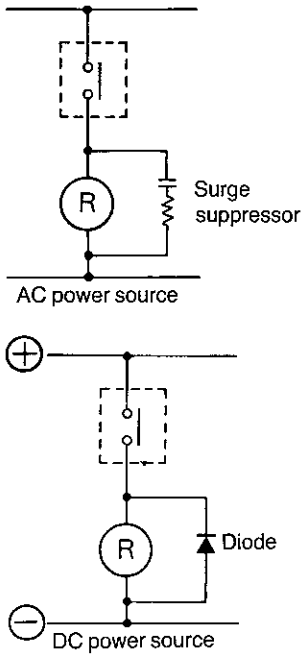 R
Surge
suppressor
AC power source
+
R
Diode
−
DC power source